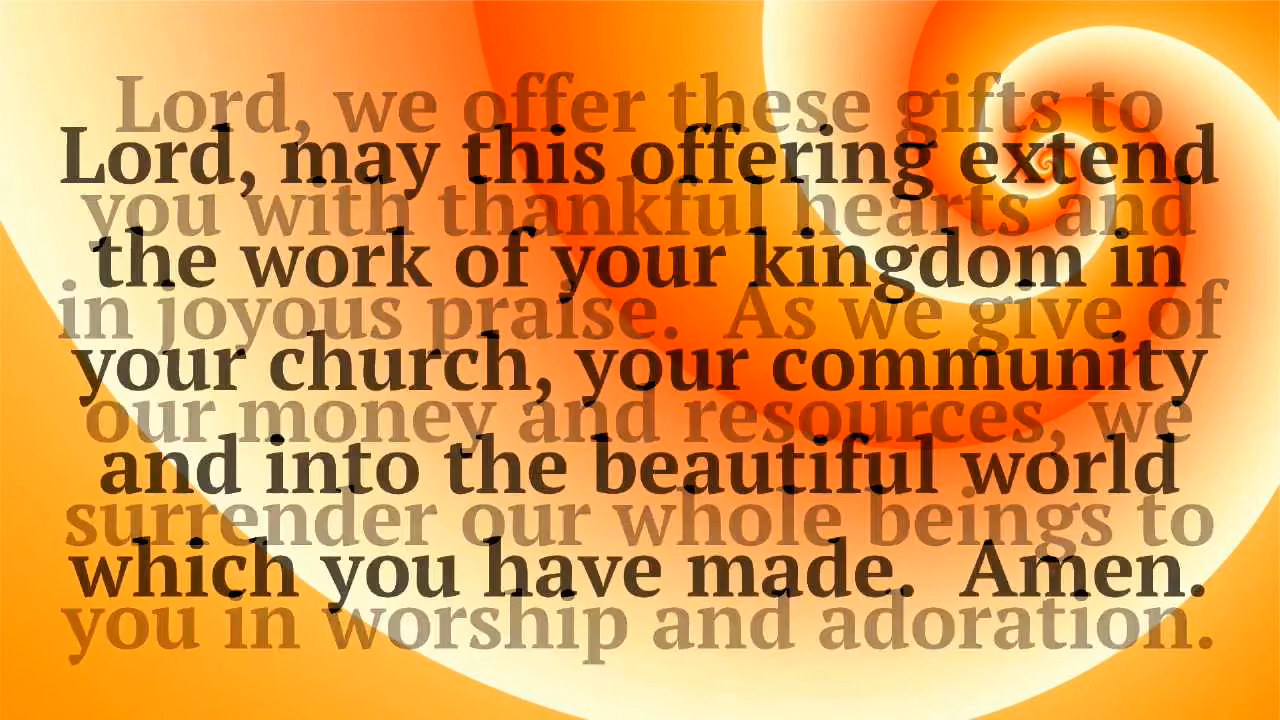 Lord, we offer these gifts to
you with thankful hearts and
in joyous praise.  As we give of
our money and resources, we
surrender our whole beings to
you in worship and adoration.
Lord, may this offering extend
the work of your kingdom in
your church, your community
and into the beautiful world
which you have made.  Amen.